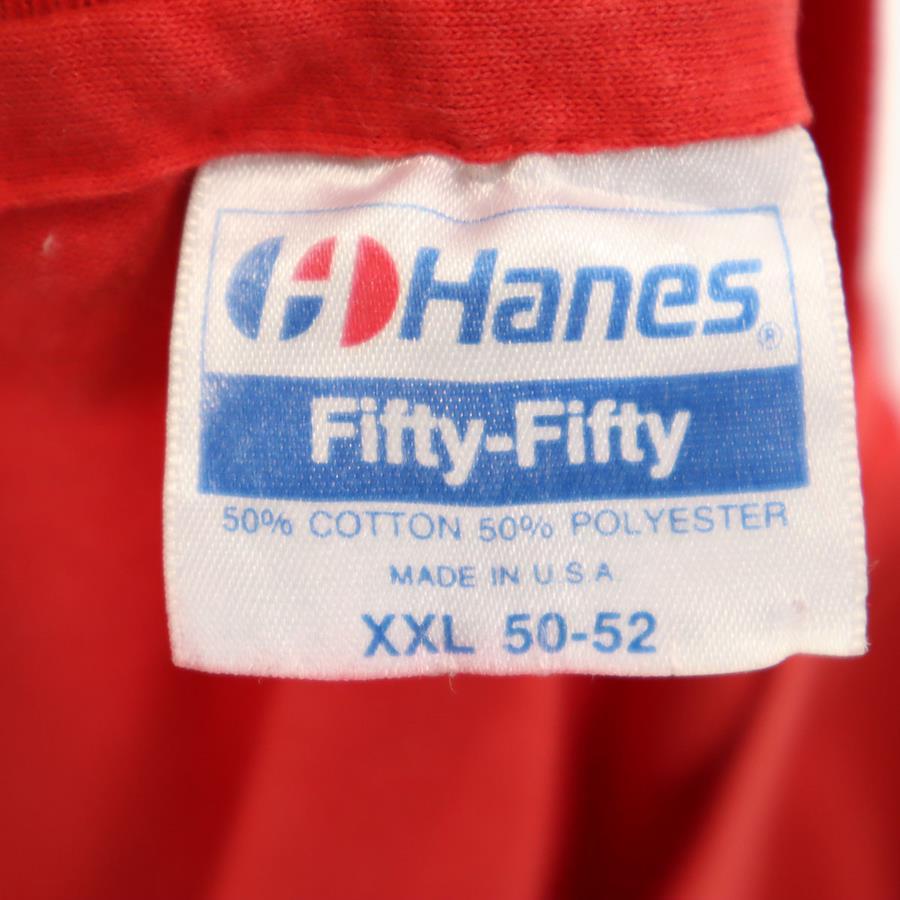 Hanes®
Fifty-Fifty
50% COTTON 50% POLYESTER
MADE IN U.S.A.
XXL 50-52